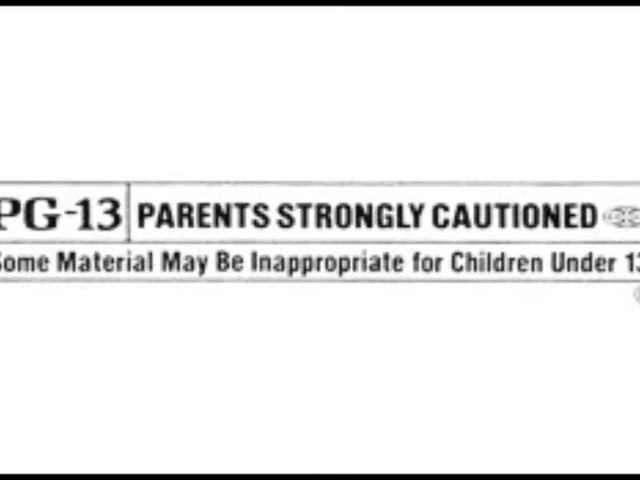 PG-13 PARENTS STRONGLY CAUTIONED
Some Material May Be Inappropriate for Children Under 13